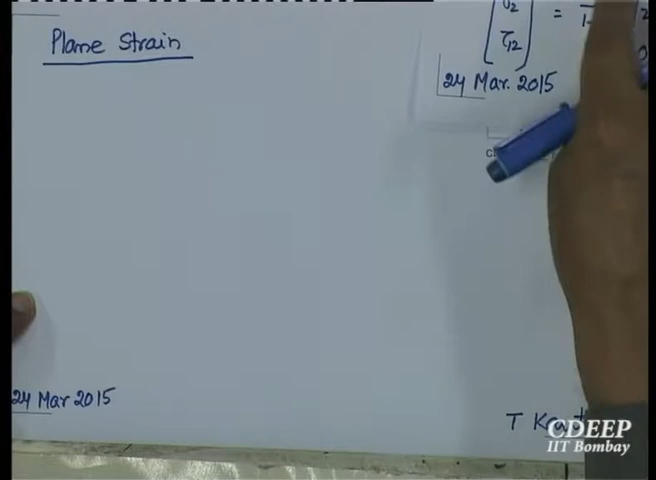 Plane Strain
τ12
=
24 Mar. 2015
24 Mar 2015
T
CDEEP
IIT Bombay